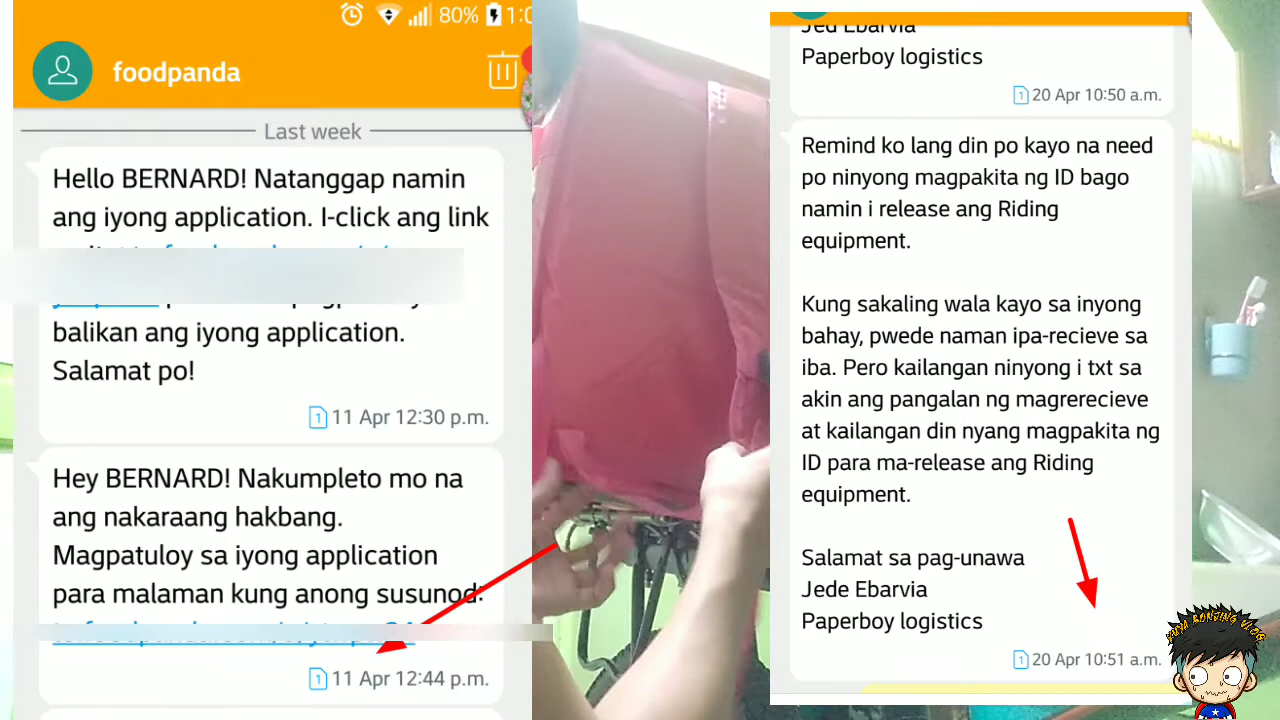 80%
foodpanda
Last week
Hello BERNARD! Natanggap namin
ang iyong application. I-click ang link
balikan ang iyong application.
Salamat po!
1 11 Apr 12:30 p.m.
Hey BERNARD! Nakumpleto mo na
ang nakaraang hakbang.
Magpatuloy sa iyong application
para malaman kung anong susunod:
1 11 Apr 12:44 p.m.
Jed Ebarvia
Paperboy logistics
1 20 Apr 10:50 a.m.
Remind ko lang din po kayo na need
po ninyong magpakita ng ID bago
namin i release ang Riding
equipment.
Kung sakaling wala kayo sa inyong
bahay, pwede naman ipa-recieve sa
iba. Pero kailangan ninyong i txt sa
akin ang pangalan ng magrerecieve
at kailangan din nyang magpakita ng
ID para ma-release ang Riding
equipment.
Salamat sa pag-unawa
Jede Ebarvia
Paperboy logistics
1 20 Apr 10:51 a.m.